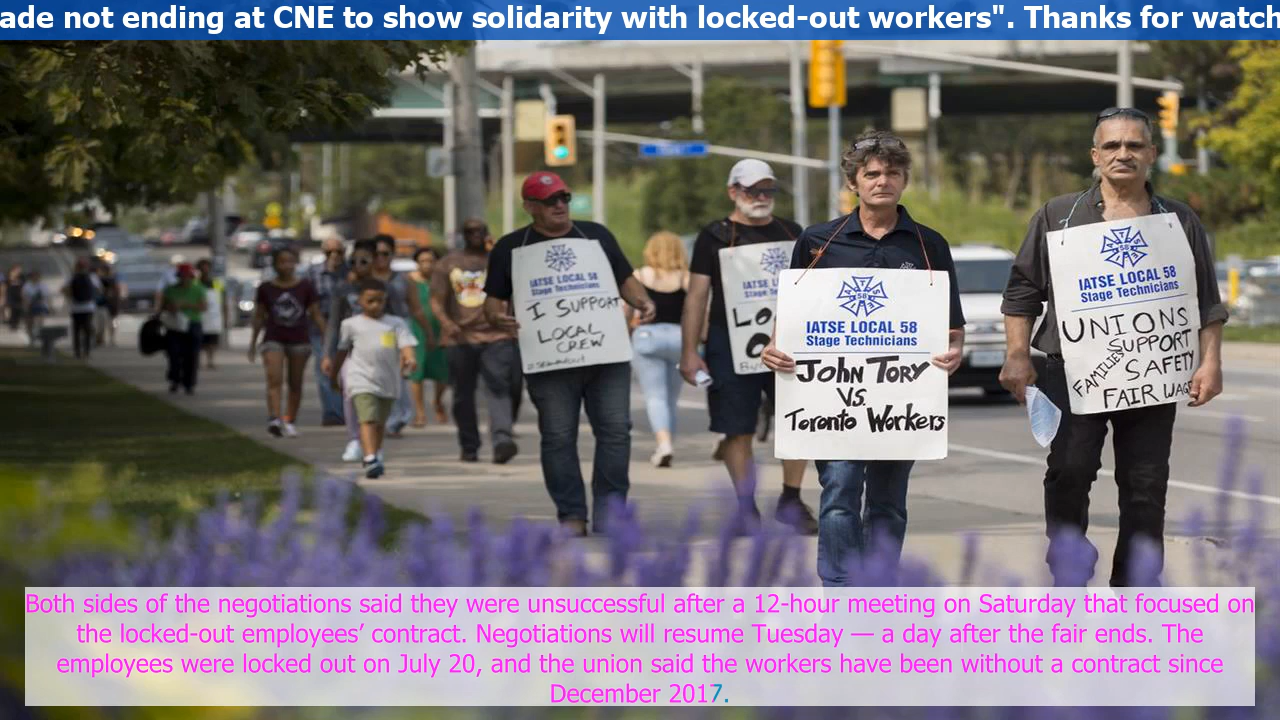 ade not ending at CNE to show solidarity with locked-out workers". Thanks for watch
IATSE LOCAL 58
Stage Technicians
I SUPPORT
LOCAL
CREW
58
IATSE LOCAL 58
Stage Technicians
JOHN TORY
VS.
Toronto Workers
58
IATSE LOCAL 58
Stage Technicians
UNIONS
SUPPORT
FAMILIES
SAFETY
FAIR WAGE
Both sides of the negotiations said they were unsuccessful after a 12-hour meeting on Saturday that focused on
the locked-out employees’ contract. Negotiations will resume Tuesday — a day after the fair ends. The
employees were locked out on July 20, and the union said the workers have been without a contract since
December 2017.